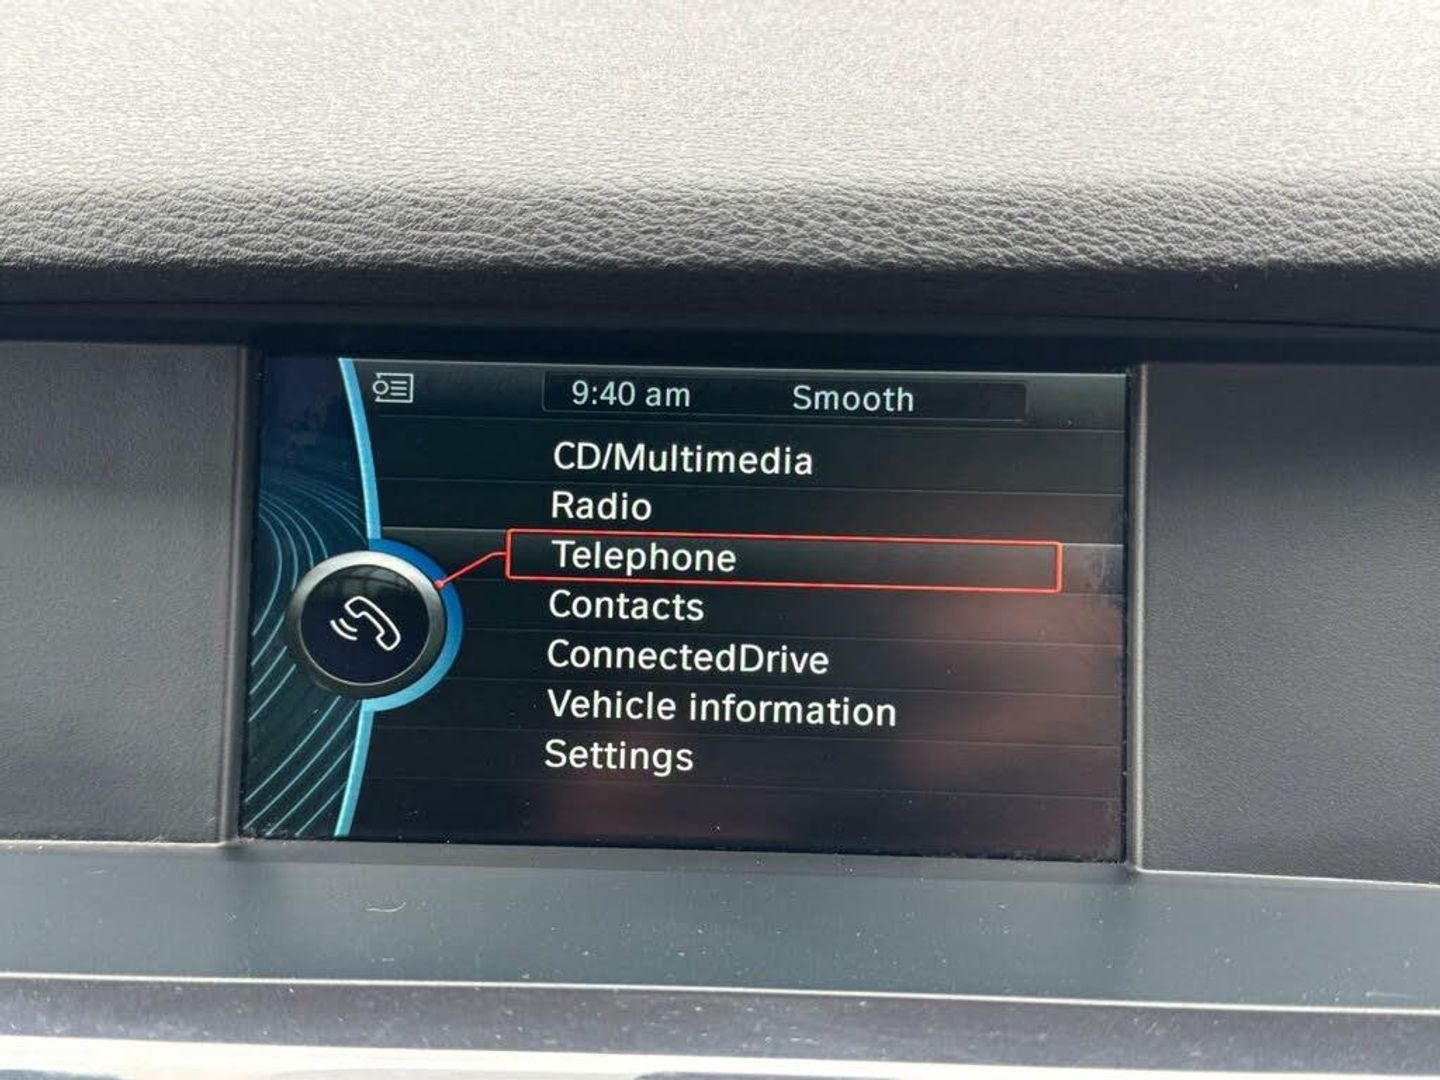 9:40 am Smooth
CD/Multimedia
Radio
Telephone
Contacts
ConnectedDrive
Vehicle information
Settings